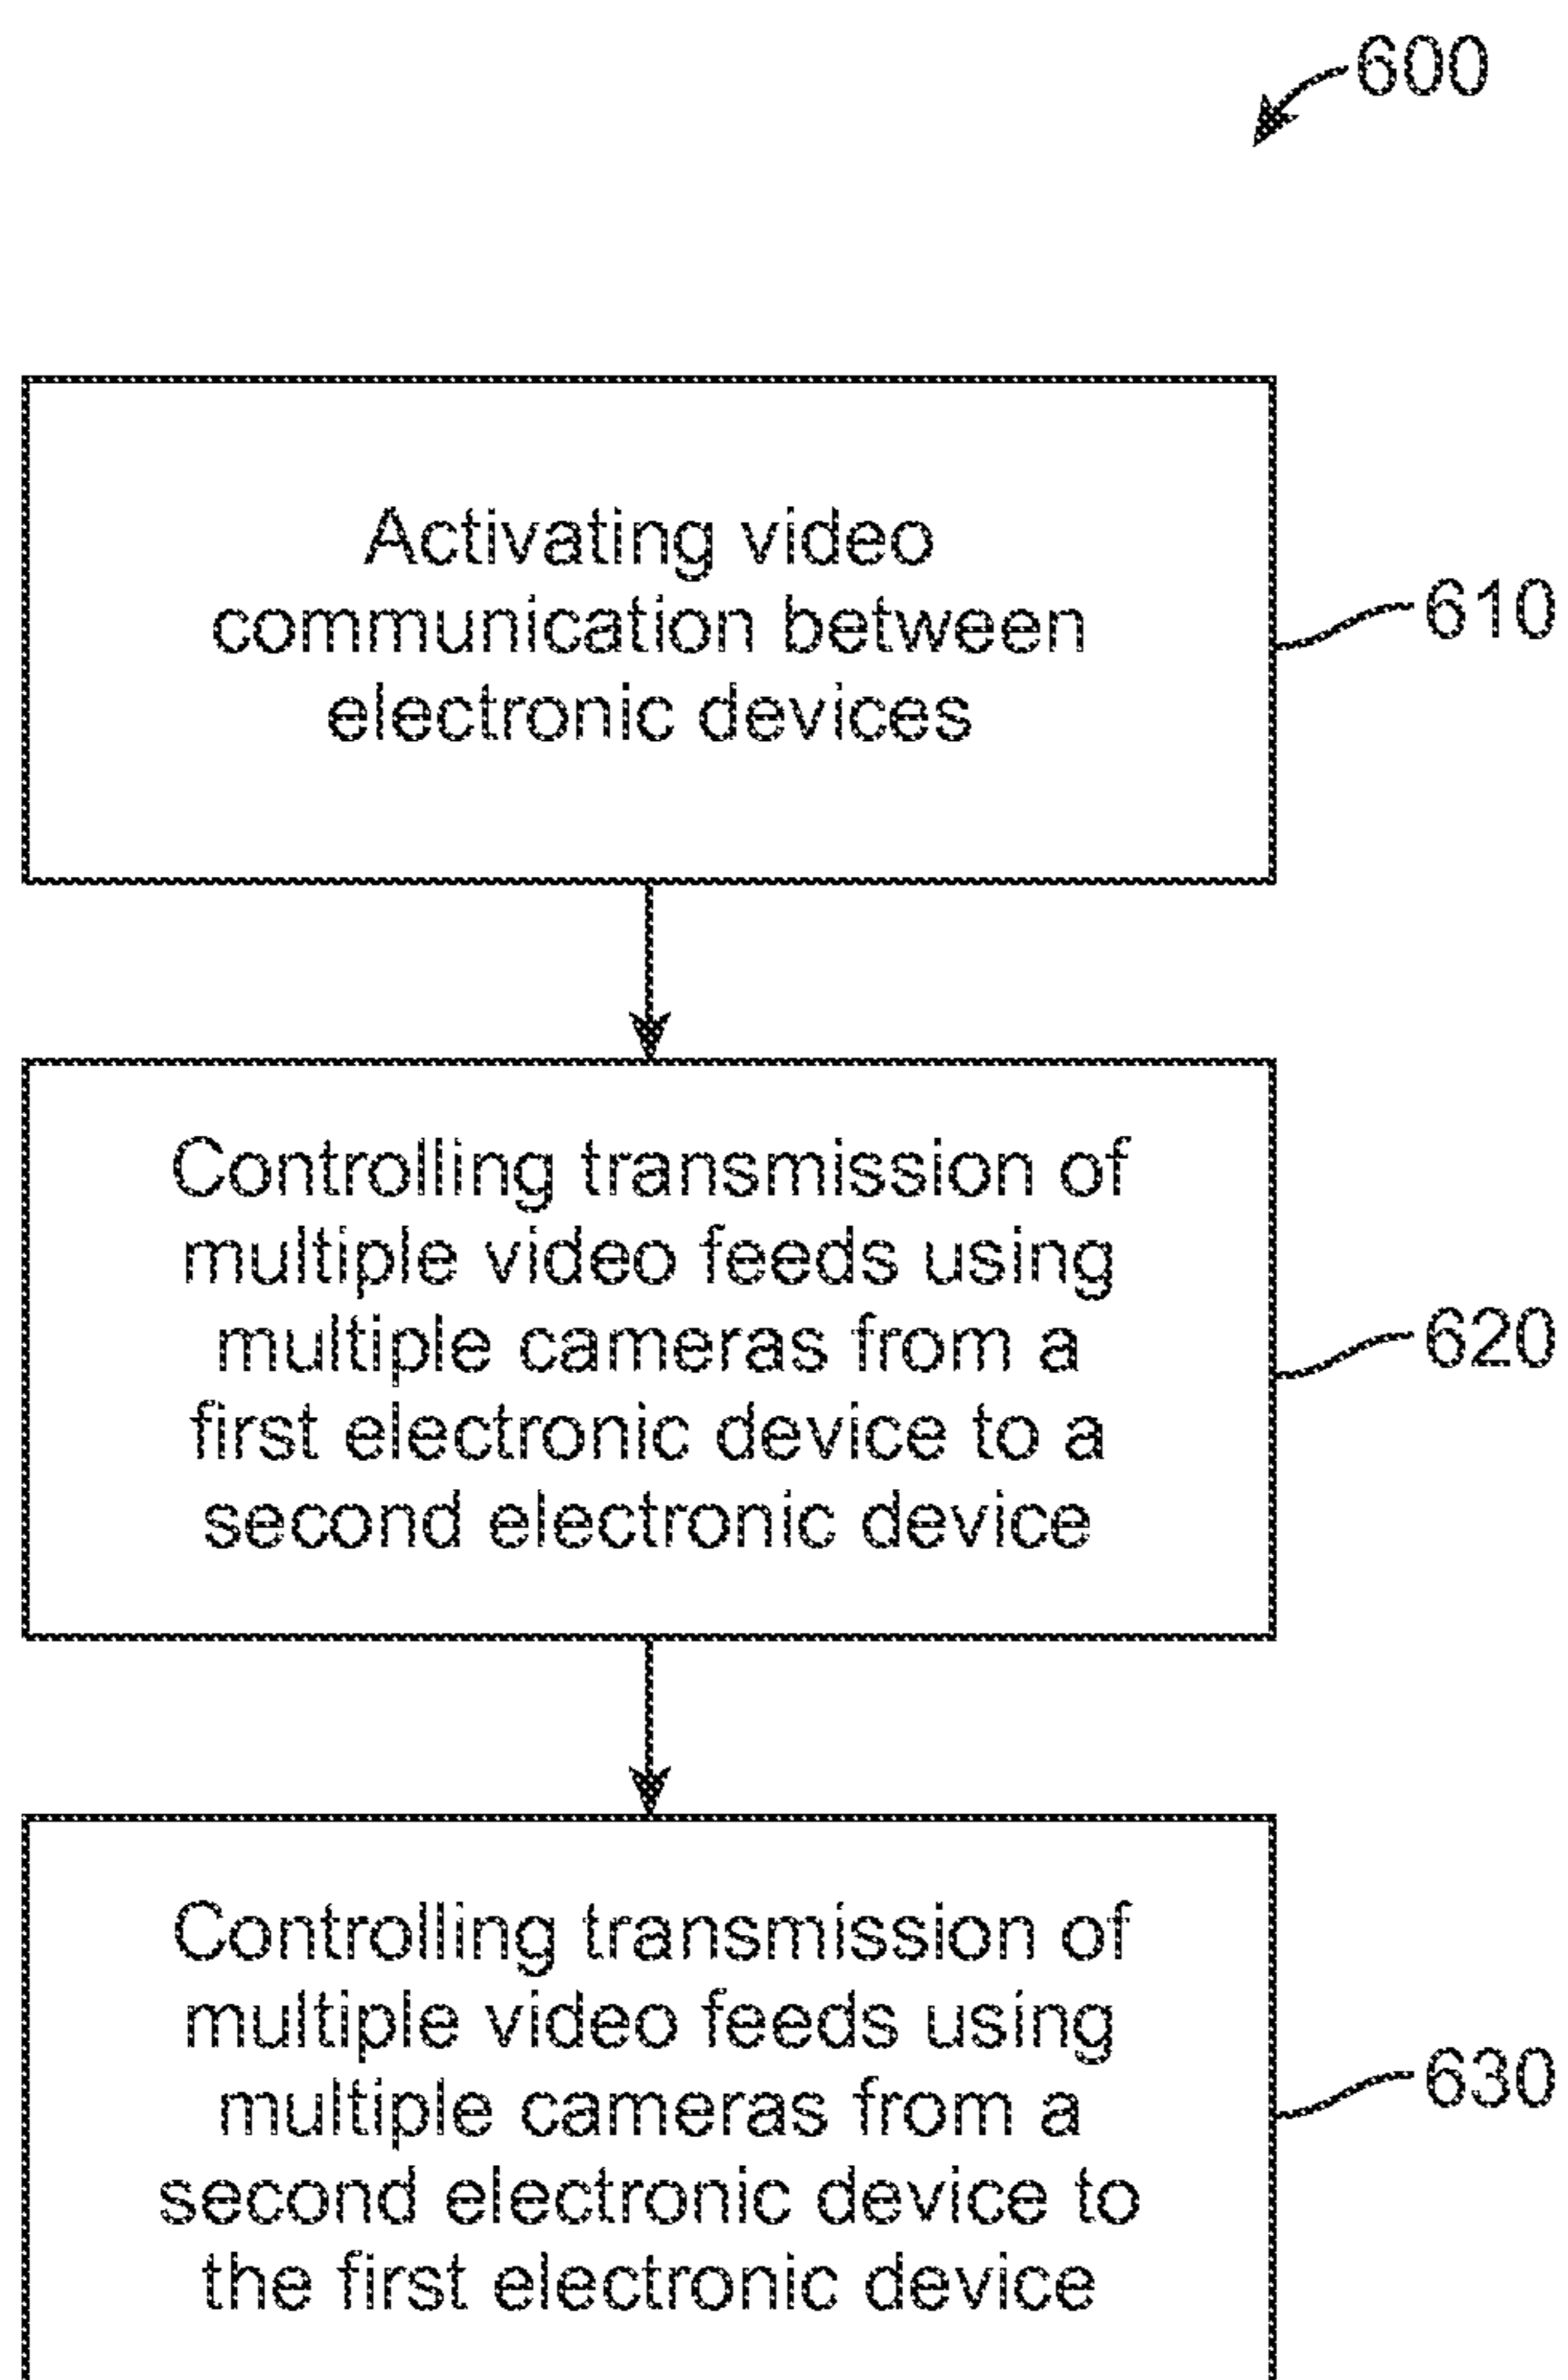 600
Activating video
communication between
electronic devices
610
Controlling transmission of
multiple video feeds using
multiple cameras from a
first electronic device to a
second electronic device
620
Controlling transmission of
multiple video feeds using
multiple cameras from a
second electronic device to
the first electronic device
630